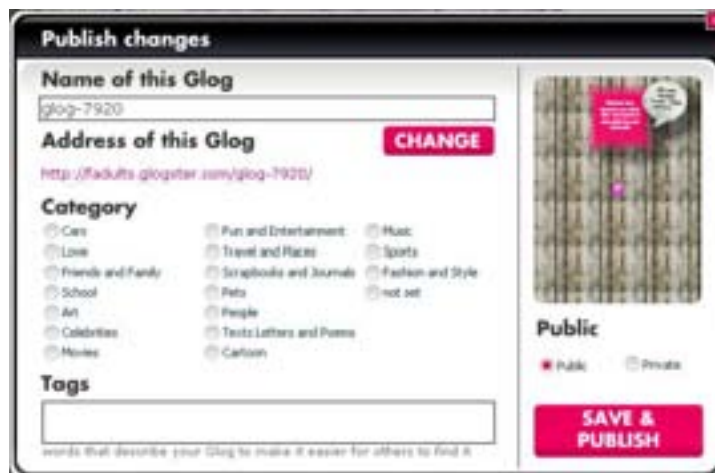 Publish changes
Name of this Glog
glog-7920
Address of this Glog
CHANGE
http://fadults.glogster.com/glog-7920/
Category
Cars
Fun and Entertainment
Music
Love
Travel and Places
Sports
Friends and Family
Scrapbooks and Journals
Fashion and Style
School
Pets
not set
Art
People
Celebrities
Texts Letters and Poems
Movies
Cartoon
Tags
words that describe your Glog to make it easier for others to find it
Public
Public
Private
SAVE &
PUBLISH